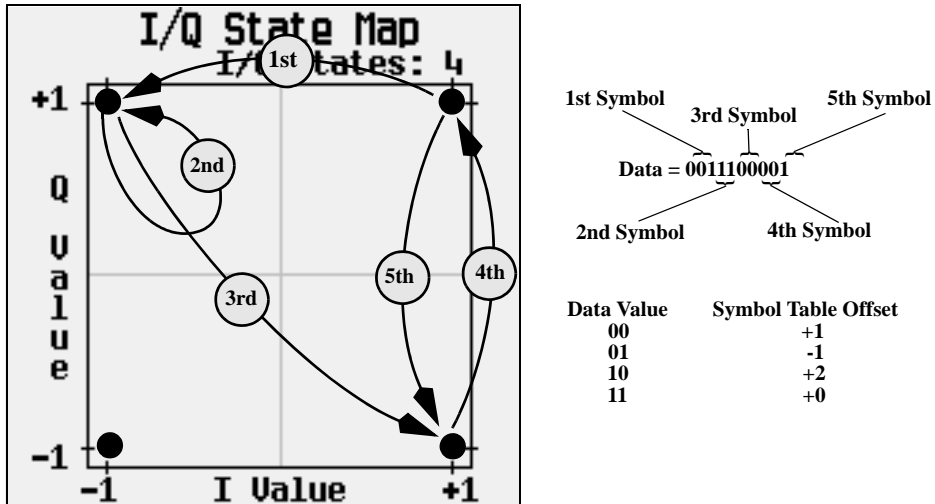 I/Q State Map
I/Q States: 4
1st
+1
2nd
Q Value
5th
4th
3rd
-1
-1
I Value
+1
1st Symbol
5th Symbol
3rd Symbol
Data = 0011100001
2nd Symbol
4th Symbol
Data Value Symbol Table Offset
00 +1
01 -1
10 +2
11 +0